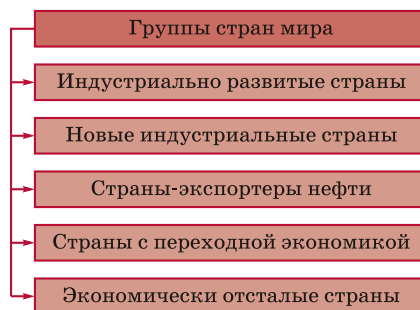 Группы стран мира
Индустриально развитые страны
Новые индустриальные страны
Страны-экспортеры нефти
Страны с переходной экономикой
Экономически отсталые страны